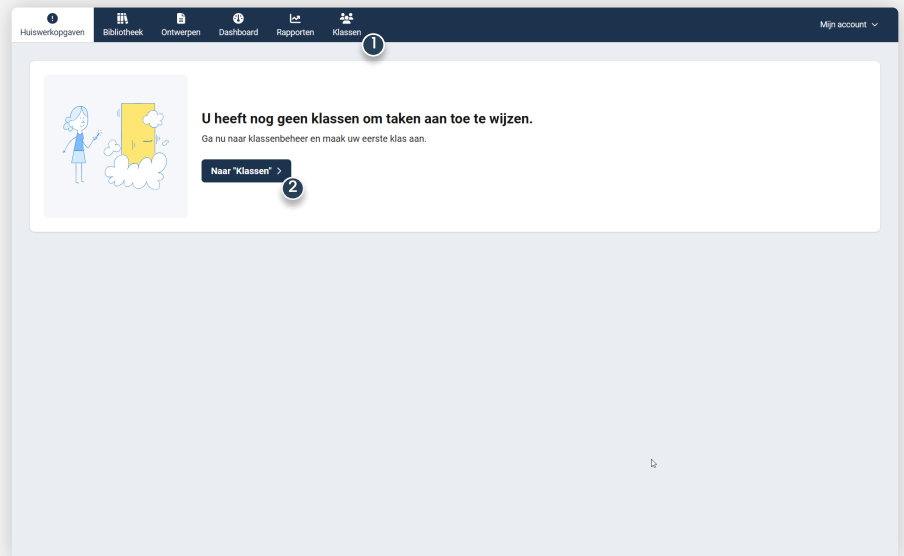 Huiswerkopgaven Bibliotheek Ontwerpen Dashboard Rapporten Klassen Mijn account
1
U heeft nog geen klassen om taken aan toe te wijzen.
Ga nu naar klassenbeheer en maak uw eerste klas aan.
Naar "Klassen"
2